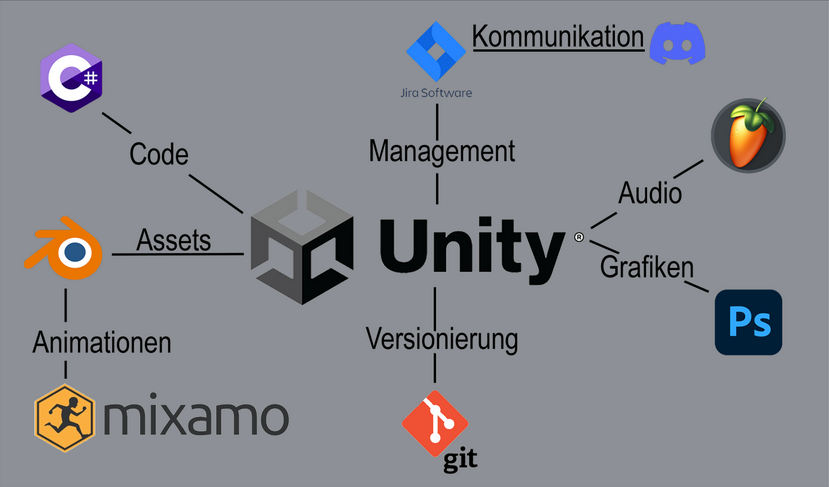 Kommunikation
C#
Jira Software
Code
Management
Audio
Assets
Unity®
Grafiken
Ps
Animationen
Versionierung
mixamo
git